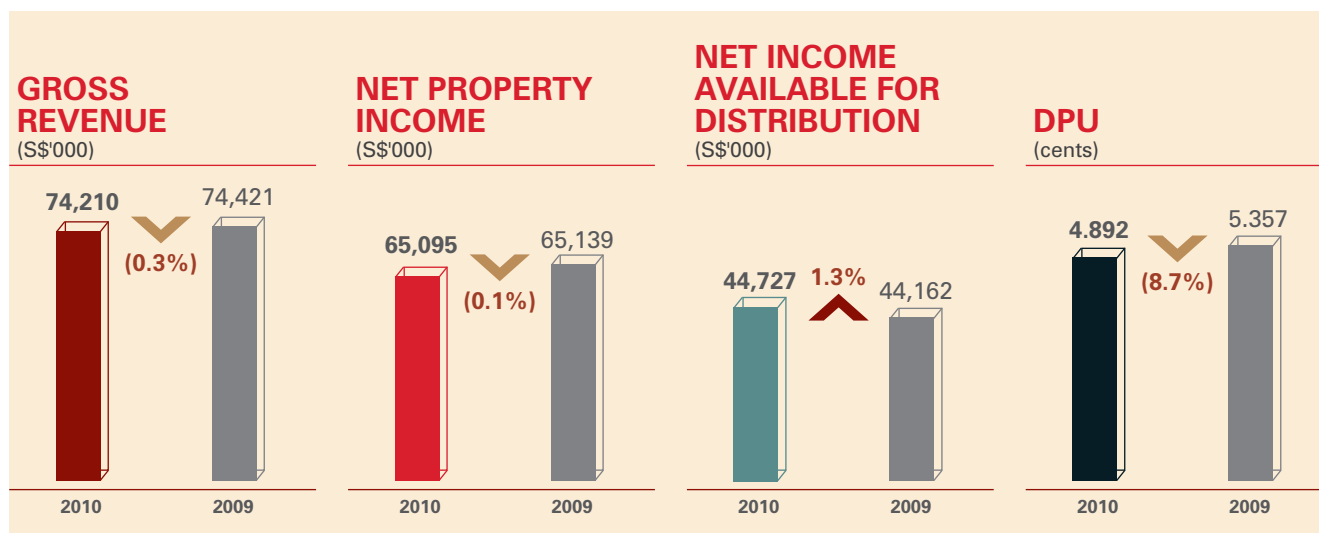 GROSS
REVENUE
(S$'000)
74,210
74,421
(0.3%)
2010
2009
NET PROPERTY
INCOME
(S$'000)
65,095
65,139
(0.1%)
2010
2009
NET INCOME
AVAILABLE FOR
DISTRIBUTION
(S$'000)
44,727
1.3%
44,162
2010
2009
DPU
(cents)
4.892
5.357
(8.7%)
2010
2009